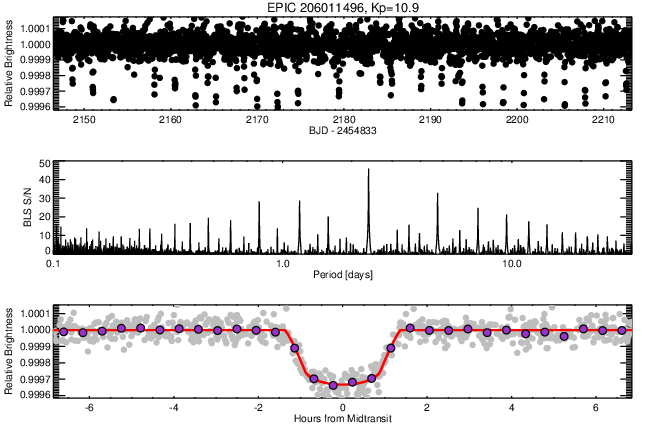 EPIC 206011496, Kp=10.9
Relative Brightness
1.0001
1.0000
0.9999
0.9998
0.9997
0.9996
2150 2160 2170 2180 2190 2200 2210
BJD - 2454833
BLS S/N
50
40
30
20
10
0
0.1 1.0 10.0
Period [days]
Relative Brightness
1.0001
1.0000
0.9999
0.9998
0.9997
0.9996
-6 -4 -2 0 2 4 6
Hours from Midtransit